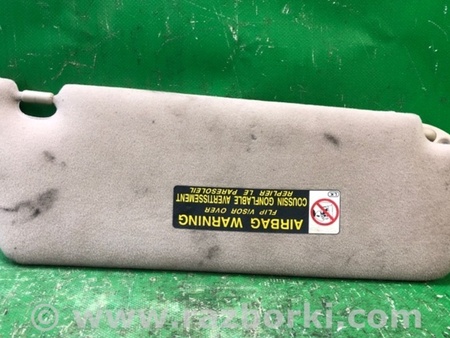 AIRBAG WARNING
FLIP VISOR OVER
COUSSIN GONFLABLE AVERTISSEMENT
REPLIER LE PARESOLEIL
www.razborki.com